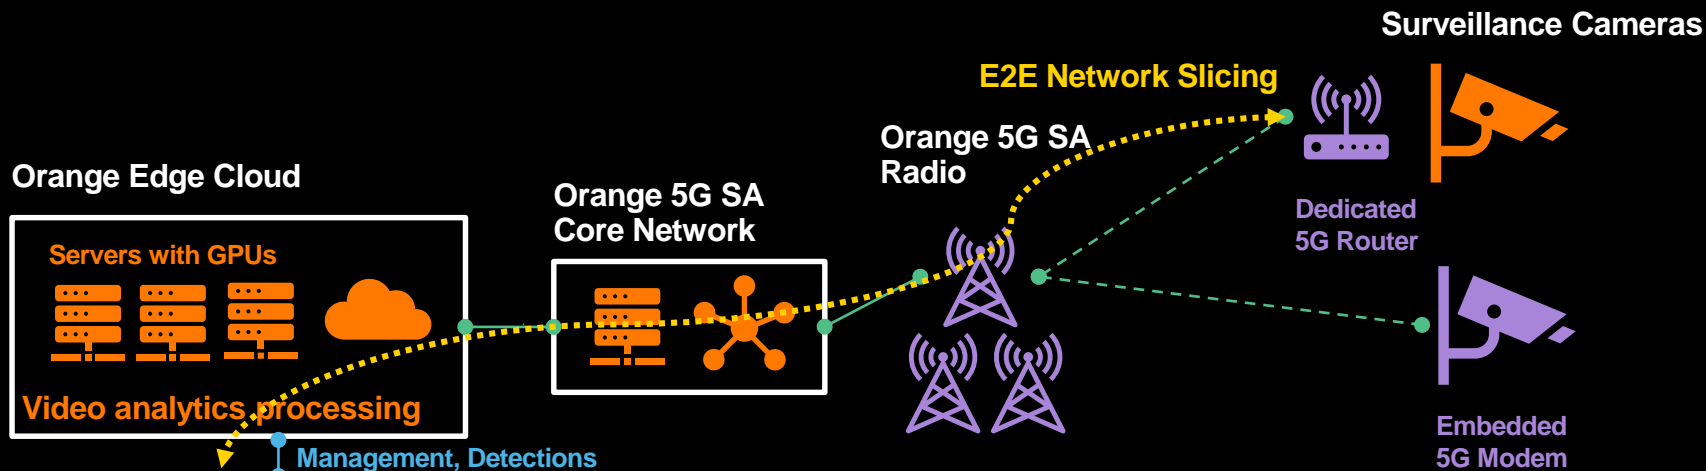 Surveillance Cameras
E2E Network Slicing
Orange 5G SA
Radio
Orange Edge Cloud
Orange 5G SA
Core Network
Dedicated
5G Router
Servers with GPUs
Video analytics processing
Embedded
5G Modem
Management, Detections